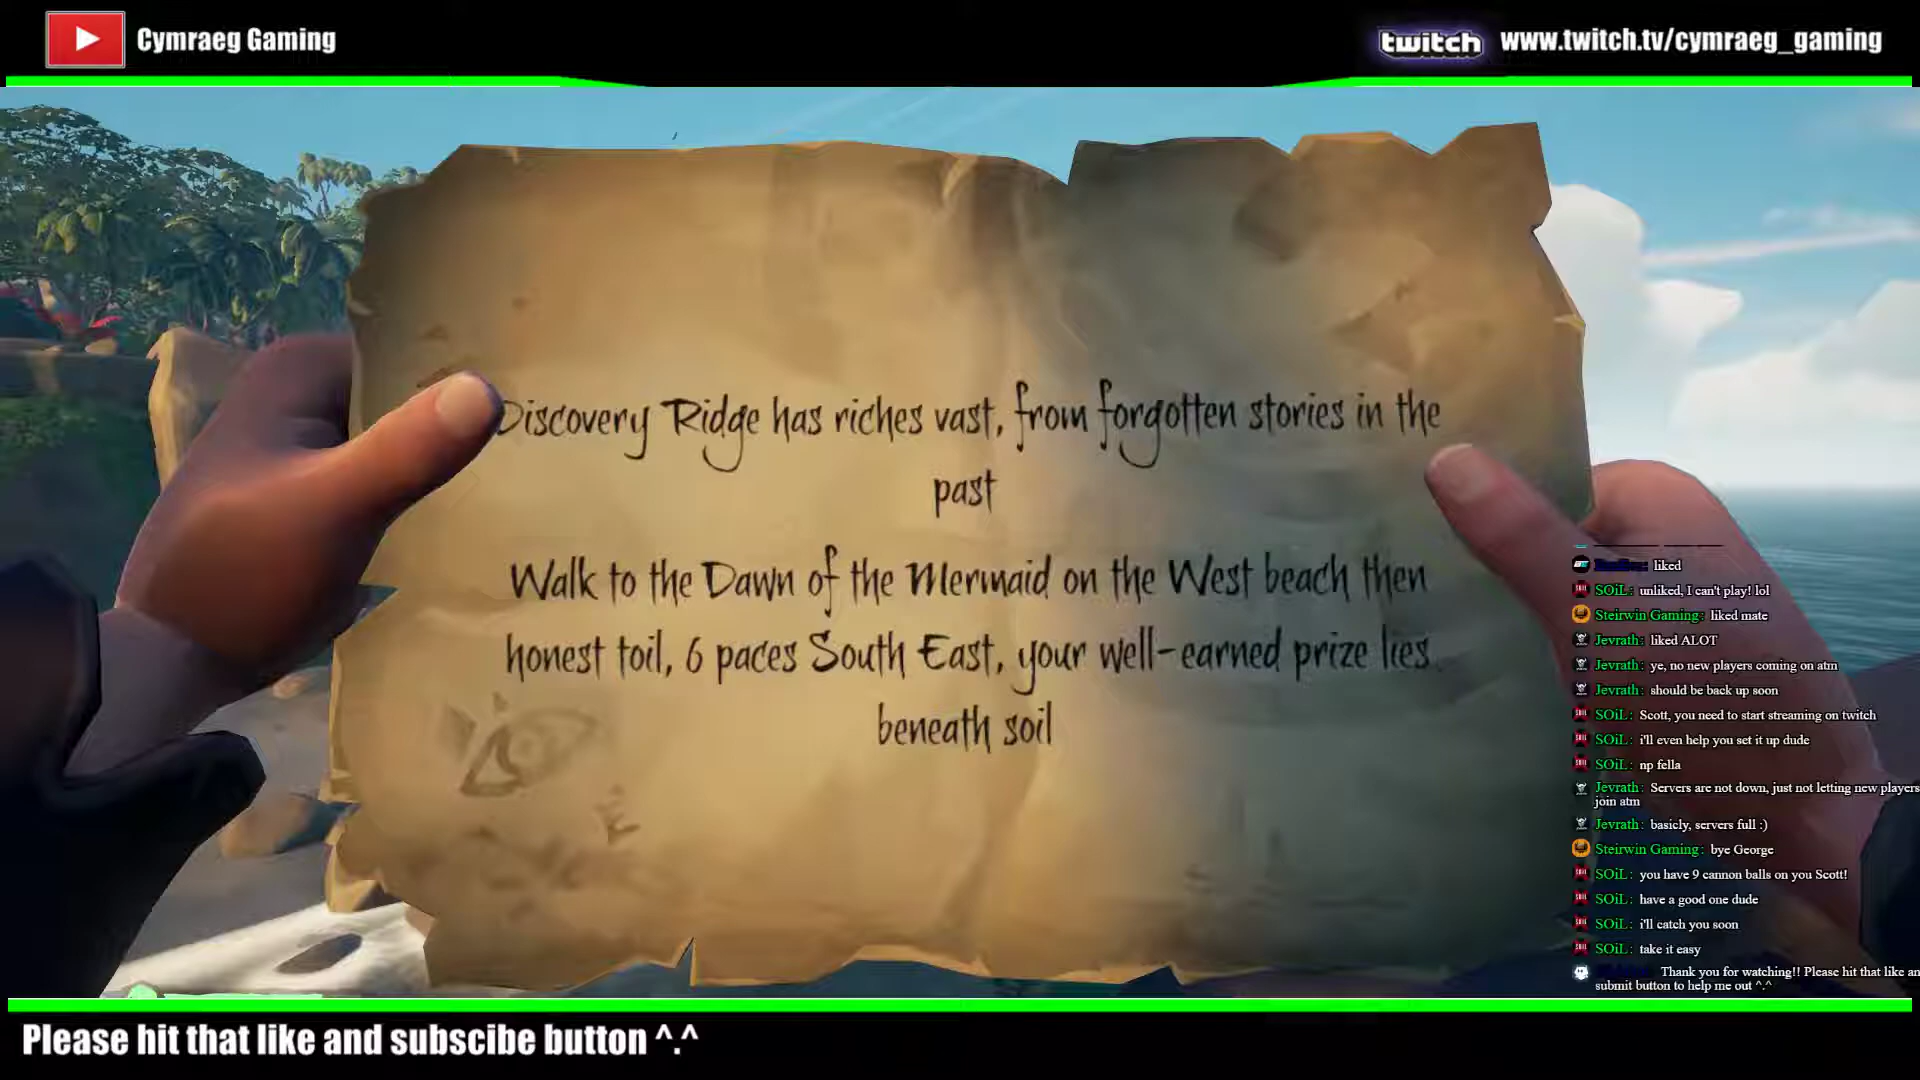 Cymraeg Gaming
twitch www.twitch.tv/cymraeg_gaming
Discovery Ridge has riches vast, from forgotten stories in the
past
Walk to the Dawn of the Mermaid on the West beach then
honest toil, 6 paces South East, your well-earned prize lies
beneath soil
liked
SOiL: unliked, I can't play! lol
Steirwin Gaming: liked mate
Jevrath: liked ALOT
Jevrath: ye, no new players coming on atm
Jevrath: should be back up soon
SOiL: Scott, you need to start streaming on twitch
SOiL: i'll even help you set it up dude
SOiL: np fella
Jevrath: Servers are not down, just not letting new players
join atm
Jevrath: basicly, servers full :)
Steirwin Gaming: bye George
SOiL: you have 9 cannon balls on you Scott!
SOiL: have a good one dude
SOiL: i'll catch you soon
SOiL: take it easy
Thank you for watching!! Please hit that like an
submit button to help me out ^.^
Please hit that like and subscibe button ^.^